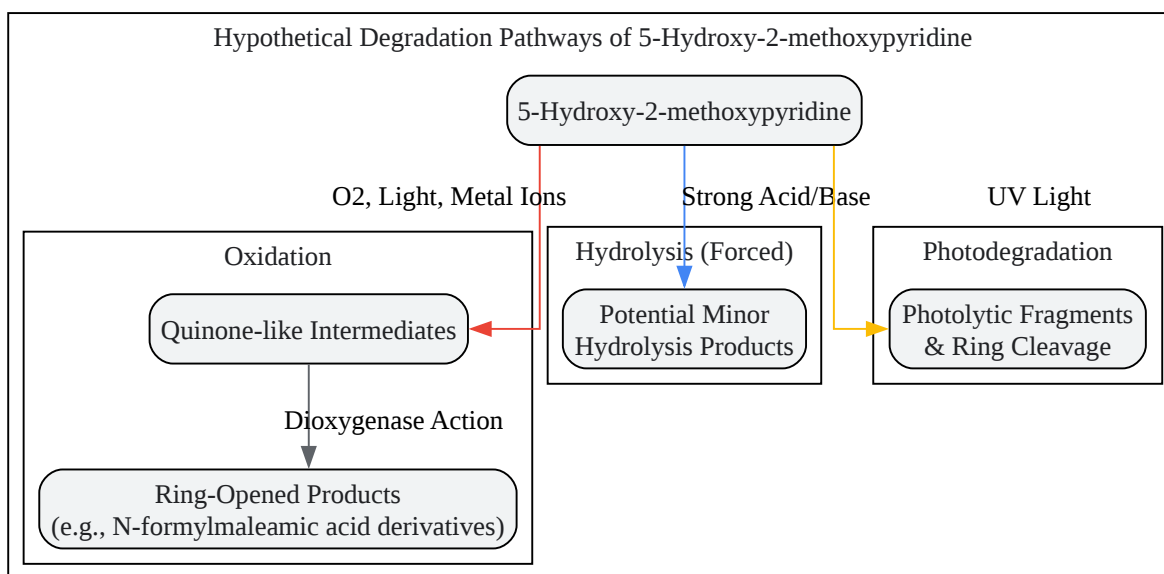 Hypothetical Degradation Pathways of 5-Hydroxy-2-methoxypyridine
5-Hydroxy-2-methoxypyridine
O2, Light, Metal Ions
Strong Acid/Base
UV Light
Oxidation
Quinone-like Intermediates
Dioxygenase Action
Ring-Opened Products
(e.g., N-formylmaleamic acid derivatives)
Hydrolysis (Forced)
Potential Minor
Hydrolysis Products
Photodegradation
Photolytic Fragments
& Ring Cleavage